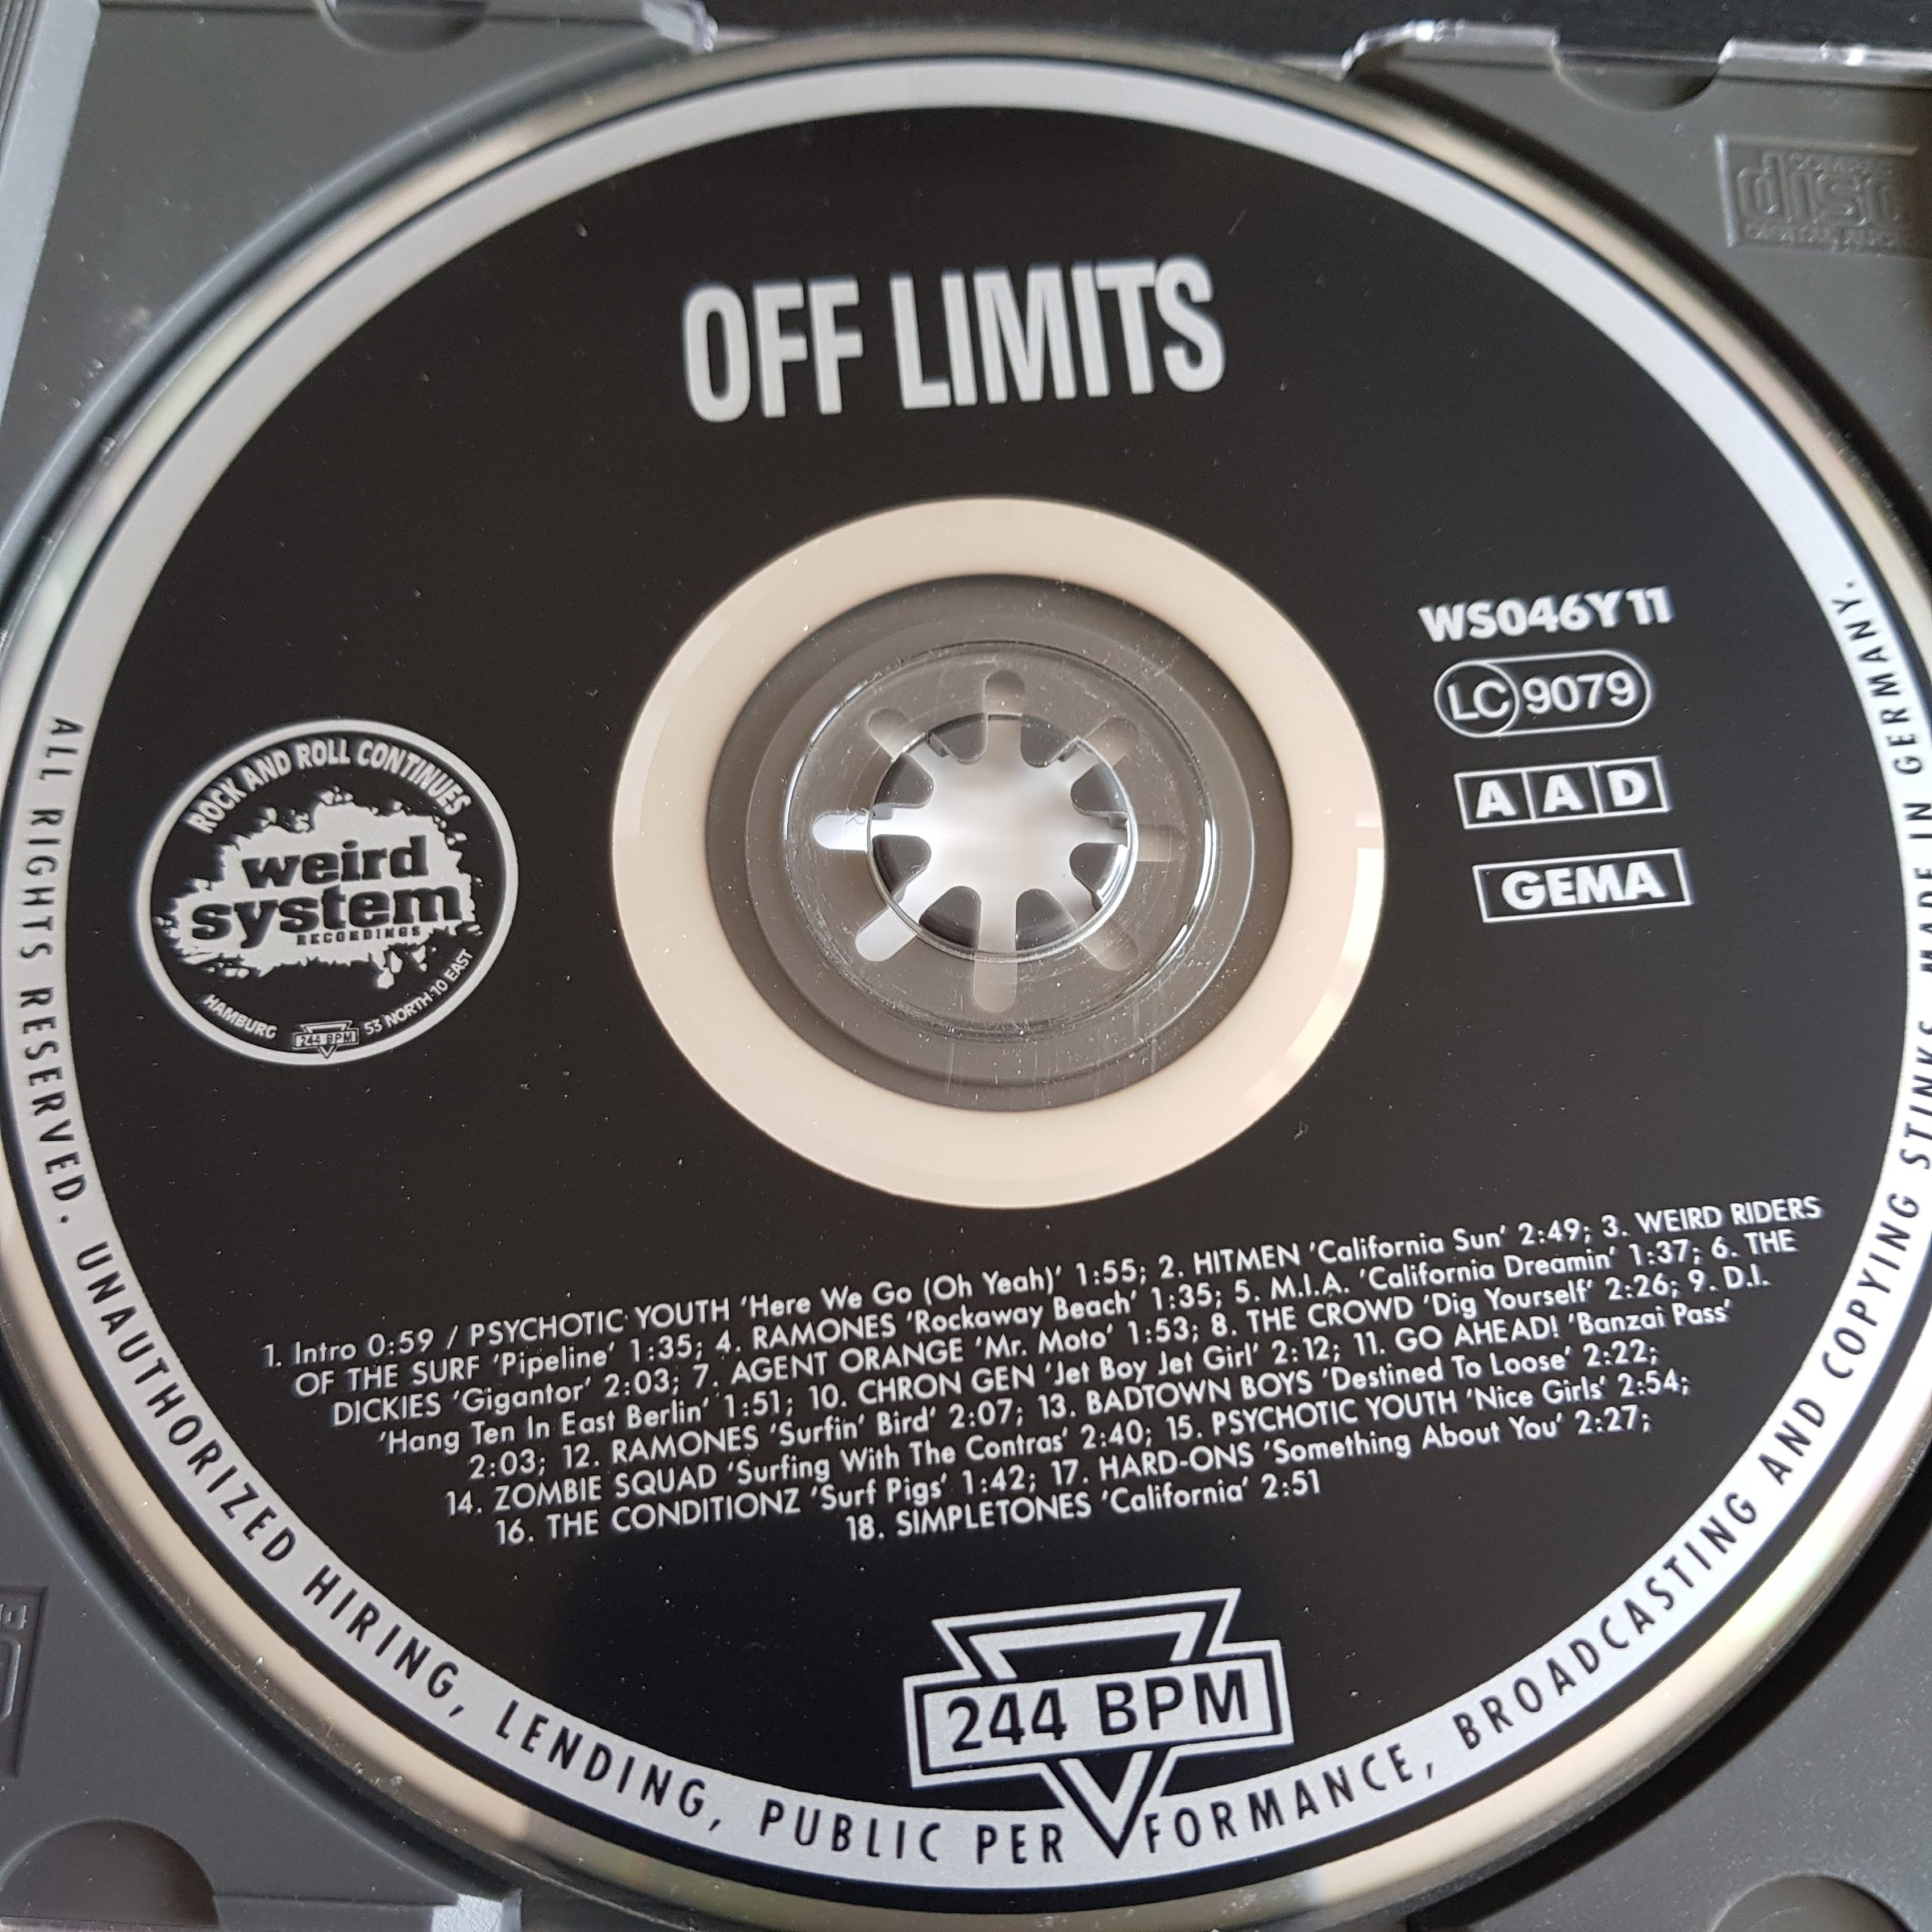 OFF LIMITS
WS046Y11
LC 9079
AAD
GEMA
ROCK AND ROLL CONTINUES
weird
system
RECORDINGS
HAMBURG
244 BPM
53 NORTH·10 EAST
1. Intro 0:59 / PSYCHOTIC YOUTH 'Here We Go (Oh Yeah)' 1:55; 2. HITMEN 'California Sun' 2:49; 3. WEIRD RIDERS
OF THE SURF 'Pipeline' 1:35; 4. RAMONES 'Rockaway Beach' 1:35; 5. M.I.A. 'California Dreamin' 1:37; 6. THE
DICKIES 'Gigantor' 2:03; 7. AGENT ORANGE 'Mr. Moto' 1:53; 8. THE CROWD 'Dig Yourself' 2:26; 9. D.I.
'Hang Ten In East Berlin' 1:51; 10. CHRON GEN 'Jet Boy Jet Girl' 2:12; 11. GO AHEAD! 'Banzai Pass'
2:03; 12. RAMONES 'Surfin' Bird' 2:07; 13. BADTOWN BOYS 'Destined To Loose' 2:22;
14. ZOMBIE SQUAD 'Surfing With The Contras' 2:40; 15. PSYCHOTIC YOUTH 'Nice Girls' 2:54;
16. THE CONDITIONZ 'Surf Pigs' 1:42; 17. HARD-ONS 'Something About You' 2:27;
18. SIMPLETONES 'California' 2:51
244 BPM
ALL RIGHTS RESERVED. UNAUTHORIZED HIRING, LENDING, PUBLIC PERFORMANCE, BROADCASTING AND COPYING STINKS. MADE IN GERMANY.
disc